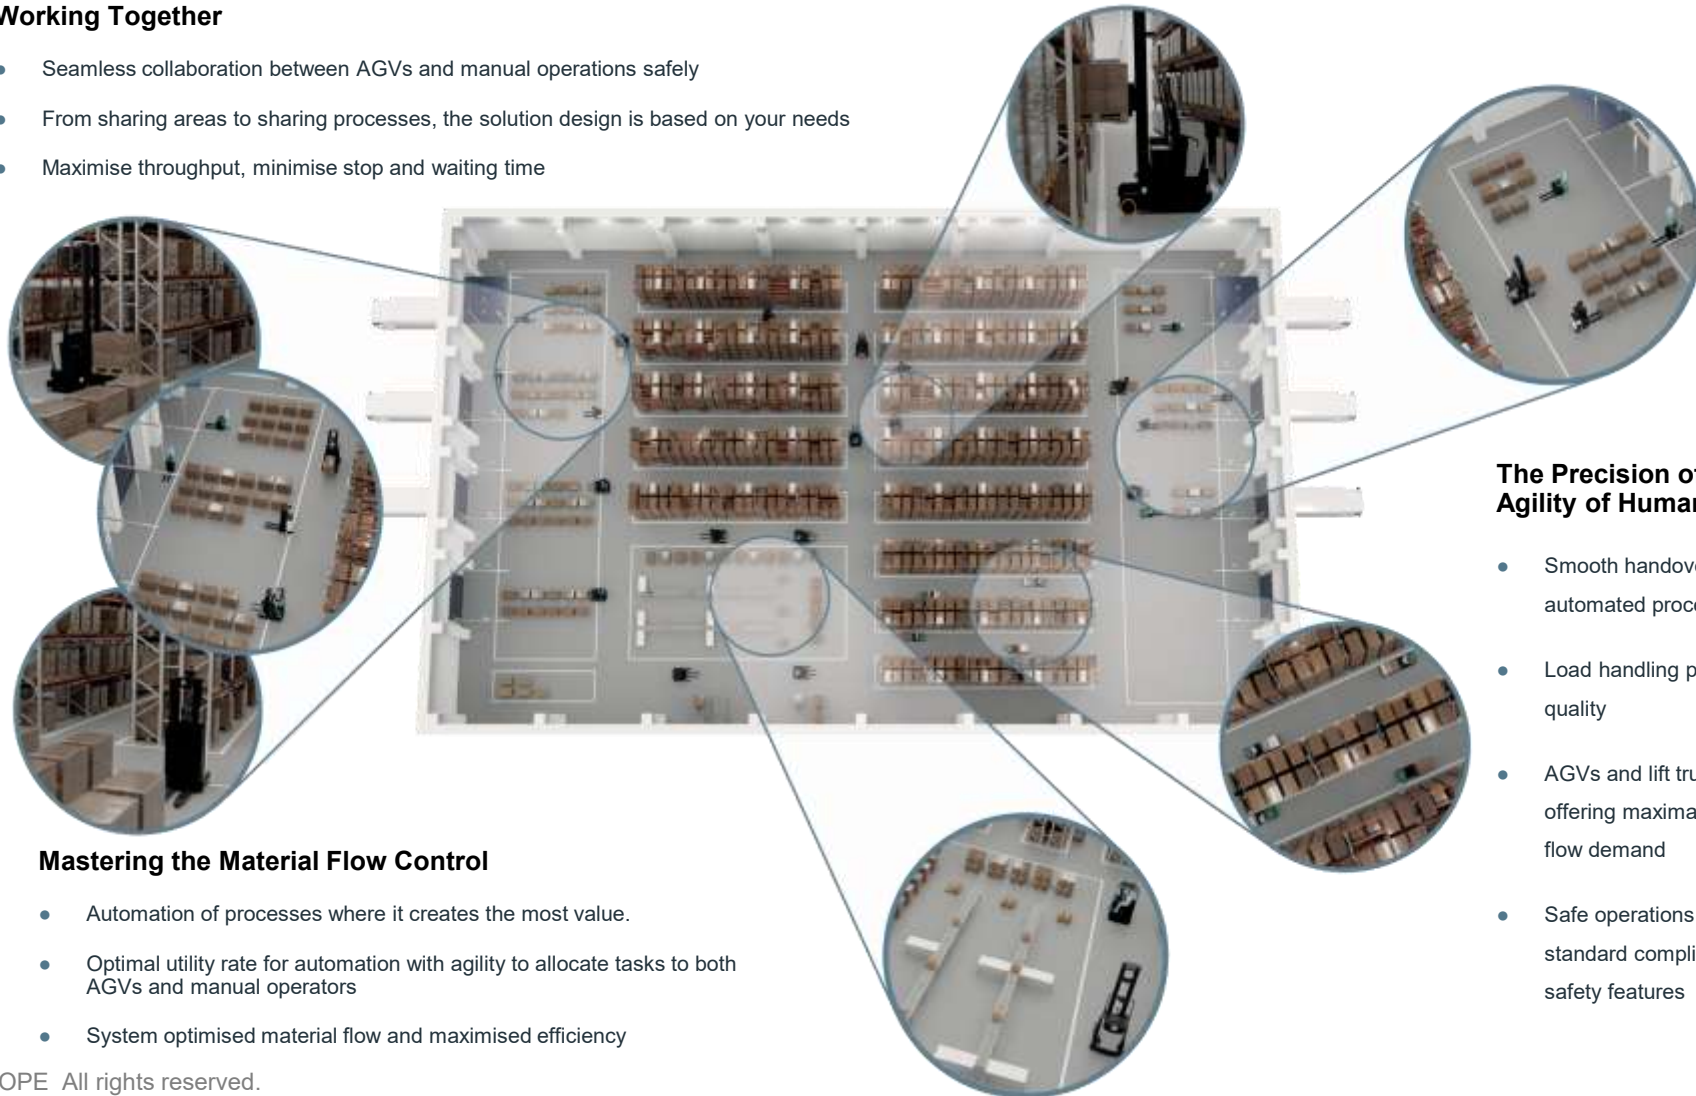 Working Together
● Seamless collaboration between AGVs and manual operations safely
● From sharing areas to sharing processes, the solution design is based on your needs
● Maximise throughput, minimise stop and waiting time
The Precision of
Agility of Human
● Smooth handov
automated proc
● Load handling p
quality
● AGVs and lift tru
offering maxima
flow demand
● Safe operations
standard compli
safety features
Mastering the Material Flow Control
● Automation of processes where it creates the most value.
● Optimal utility rate for automation with agility to allocate tasks to both
AGVs and manual operators
● System optimised material flow and maximised efficiency
OPE All rights reserved.